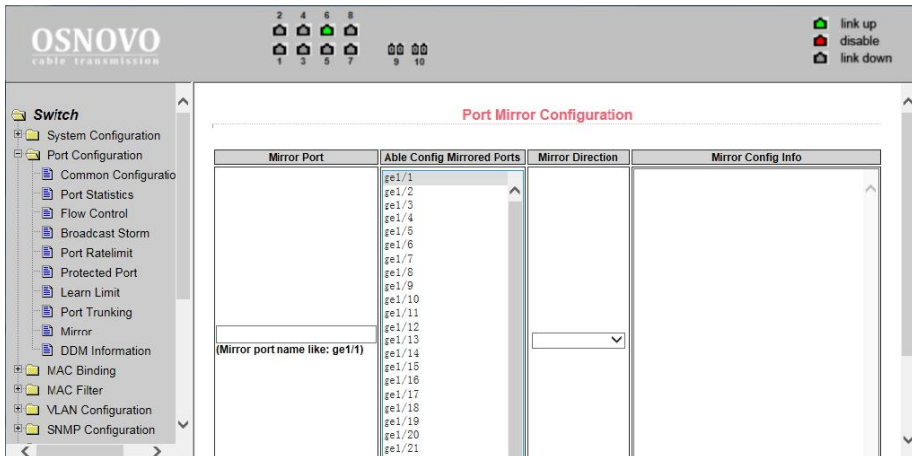 OSNOVO
cable transmission
2 4 6 8
1 3 5 7 9 10
link up
disable
link down
Switch
System Configuration
Port Configuration
Common Configuratio
Port Statistics
Flow Control
Broadcast Storm
Port Ratelimit
Protected Port
Learn Limit
Port Trunking
Mirror
DDM Information
MAC Binding
MAC Filter
VLAN Configuration
SNMP Configuration
Port Mirror Configuration
Mirror Port
Able Config Mirrored Ports
Mirror Direction
Mirror Config Info
(Mirror port name like: ge1/1)
ge1/1
ge1/2
ge1/3
ge1/4
ge1/5
ge1/6
ge1/7
ge1/8
ge1/9
ge1/10
ge1/11
ge1/12
ge1/13
ge1/14
ge1/15
ge1/16
ge1/17
ge1/18
ge1/19
ge1/20
ge1/21